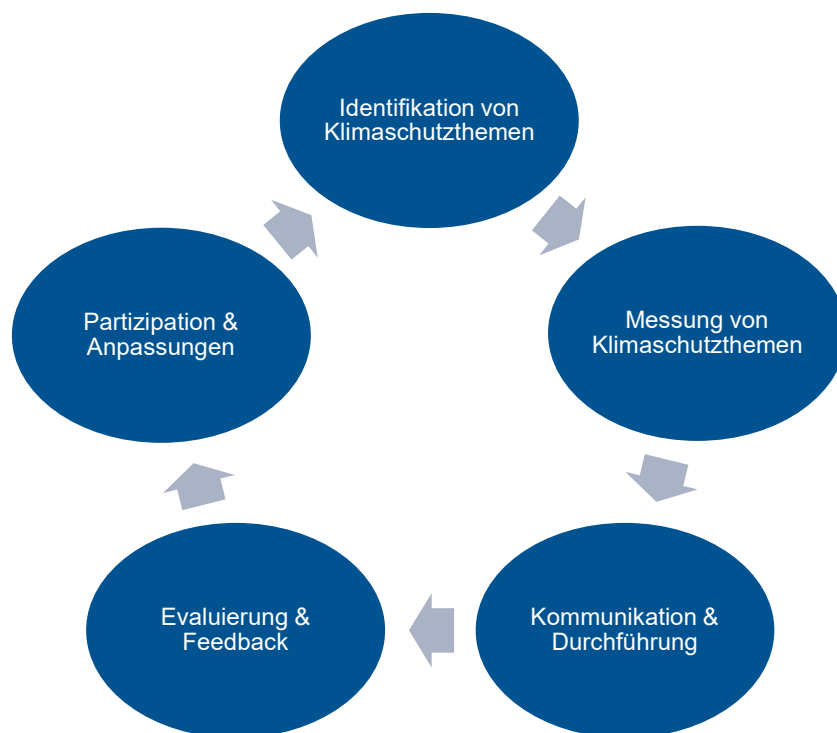 Identifikation von
Klimaschutzthemen
Messung von
Klimaschutzthemen
Kommunikation &
Durchführung
Evaluierung &
Feedback
Partizipation &
Anpassungen